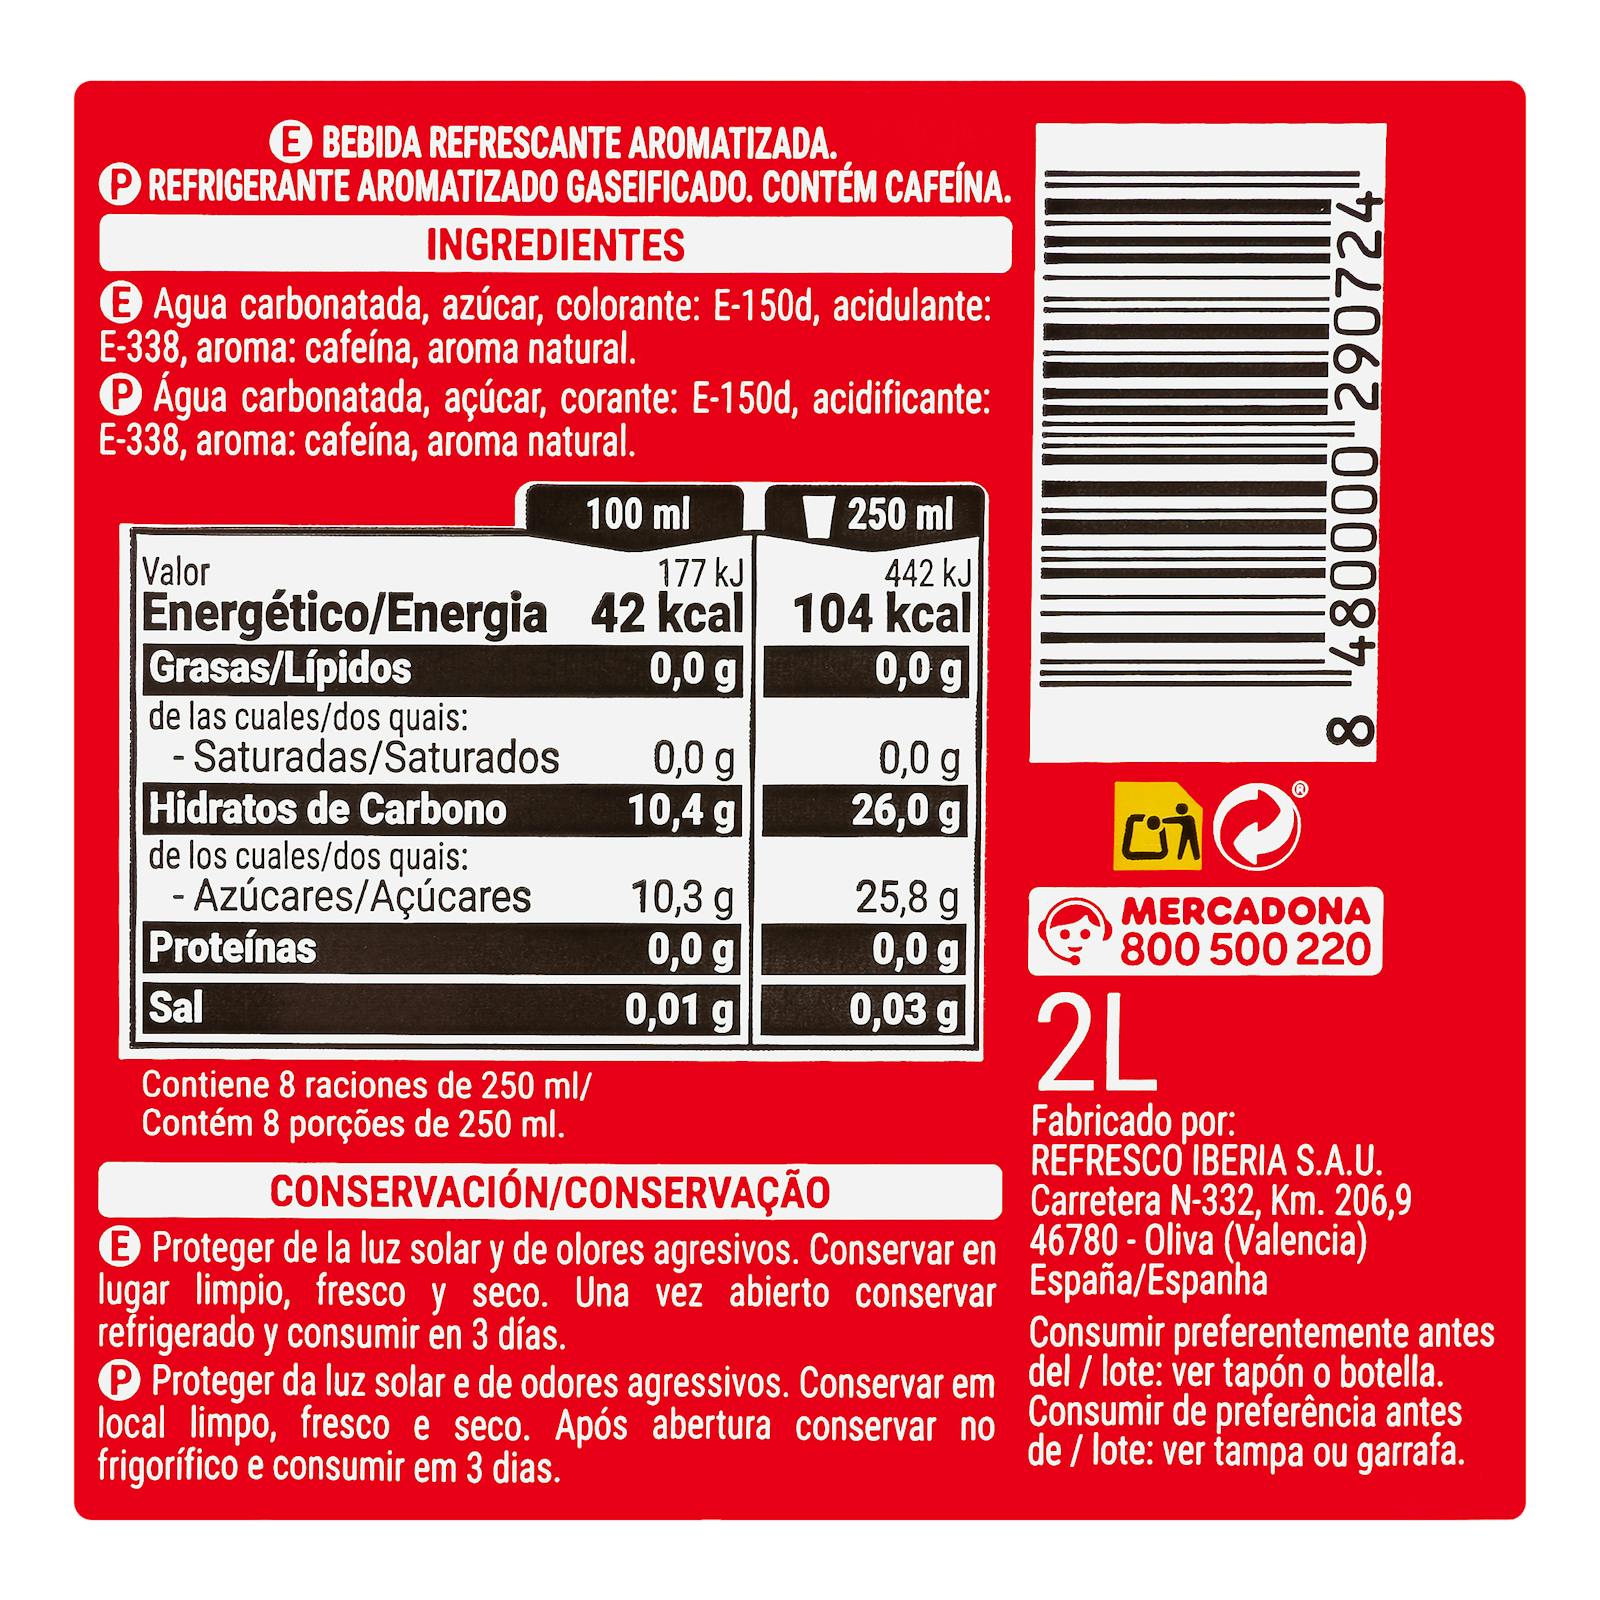 E BEBIDA REFRESCANTE AROMATIZADA.
P REFRIGERANTE AROMATIZADO GASEIFICADO. CONTÉM CAFEÍNA.
INGREDIENTES
E Agua carbonatada, azúcar, colorante: E-150d, acidulante:
E-338, aroma: cafeína, aroma natural.
P Água carbonatada, açúcar, corante: E-150d, acidificante:
E-338, aroma: cafeína, aroma natural.
100 ml 250 ml
Valor 177 kJ 442 kJ
Energético/Energia 42 kcal 104 kcal
Grasas/Lípidos 0,0 g 0,0 g
de las cuales/dos quais:
- Saturadas/Saturados 0,0 g 0,0 g
Hidratos de Carbono 10,4 g 26,0 g
de los cuales/dos quais:
- Azúcares/Açúcares 10,3 g 25,8 g
Proteínas 0,0 g 0,0 g
Sal 0,01 g 0,03 g
Contiene 8 raciones de 250 ml/
Contém 8 porções de 250 ml.
CONSERVACIÓN/CONSERVAÇÃO
E Proteger de la luz solar y de olores agresivos. Conservar en
lugar limpio, fresco y seco. Una vez abierto conservar
refrigerado y consumir en 3 días.
P Proteger da luz solar e de odores agressivos. Conservar em
local limpo, fresco e seco. Após abertura conservar no
frigorífico e consumir em 3 dias.
8 480000 290724
®
MERCADONA
800 500 220
2L
Fabricado por:
REFRESCO IBERIA S.A.U.
Carretera N-332, Km. 206,9
46780 - Oliva (Valencia)
España/Espanha
Consumir preferentemente antes
del / lote: ver tapón o botella.
Consumir de preferência antes
de / lote: ver tampa ou garrafa.